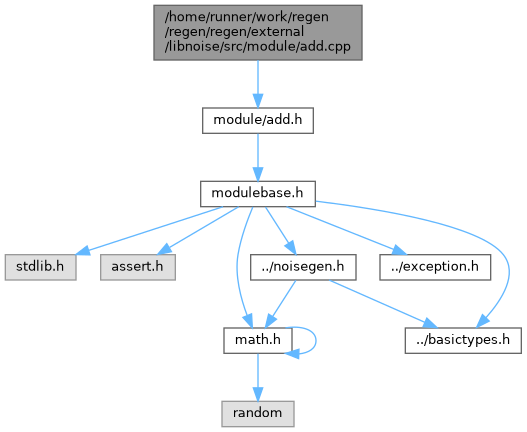 /home/runner/work/regen
/regen/regen/external
/libnoise/src/module/add.cpp
module/add.h
modulebase.h
stdlib.h
assert.h
../noisegen.h
../exception.h
math.h
../basictypes.h
random